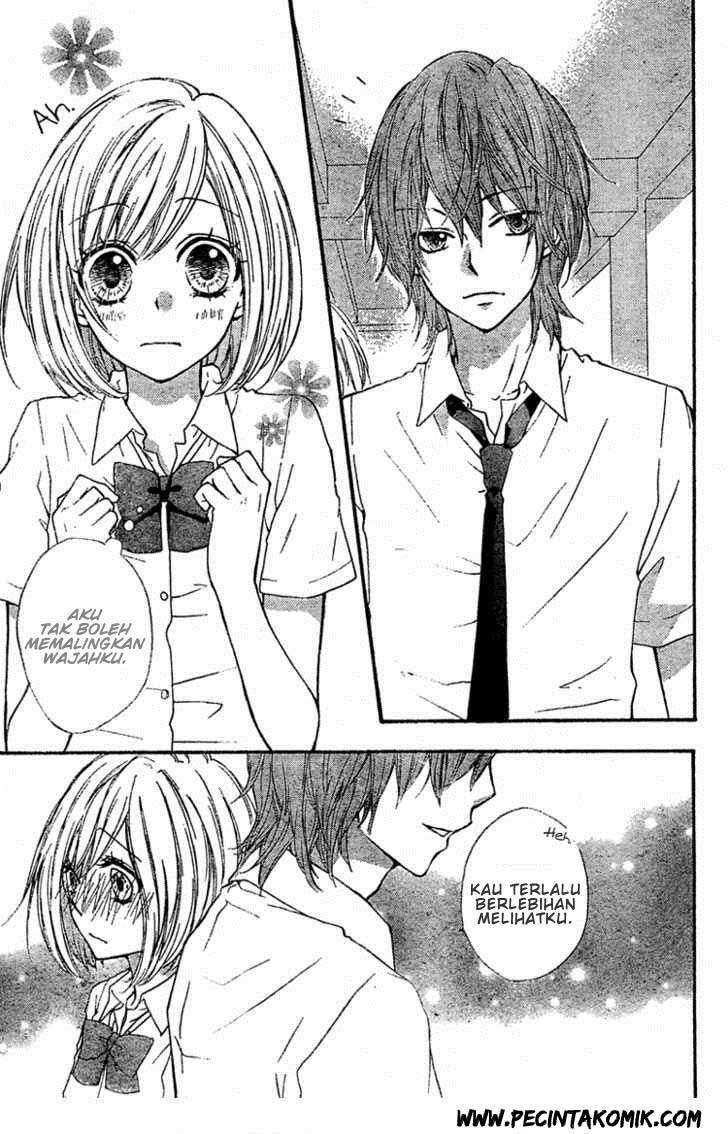 Ah.
AKU
TAK BOLEH
MEMALINGKAN
WAJAHKU.
Heh
KAU TERLALU
BERLEBIHAN
MELIHATKU.
WWW.PECINTAKOMIK.COM